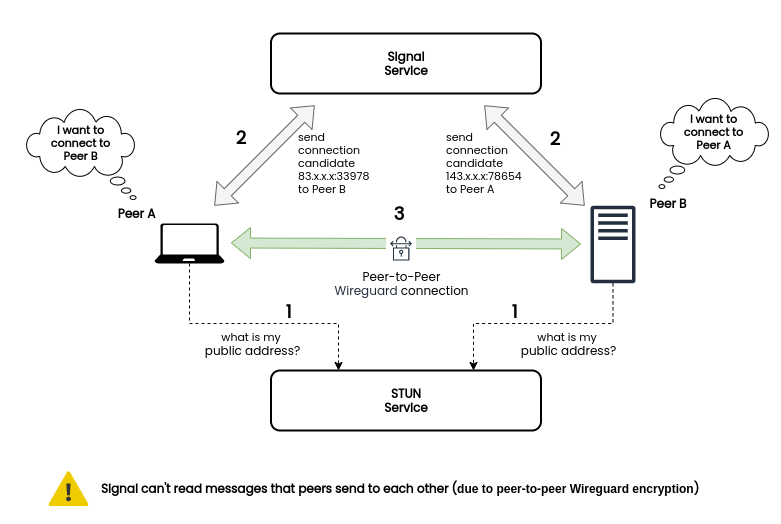 Signal
Service
I want to
connect to
Peer B
I want to
connect to
Peer A
2
send
connection
candidate
83.x.x.x:33978
to Peer B
send
connection
candidate
143.x.x.x:78654
to Peer A
2
Peer A
Peer B
3
Peer-to-Peer
Wireguard connection
1
what is my
public address?
1
what is my
public address?
STUN
Service
! Signal can't read messages that peers send to each other (due to peer-to-peer Wireguard encryption)